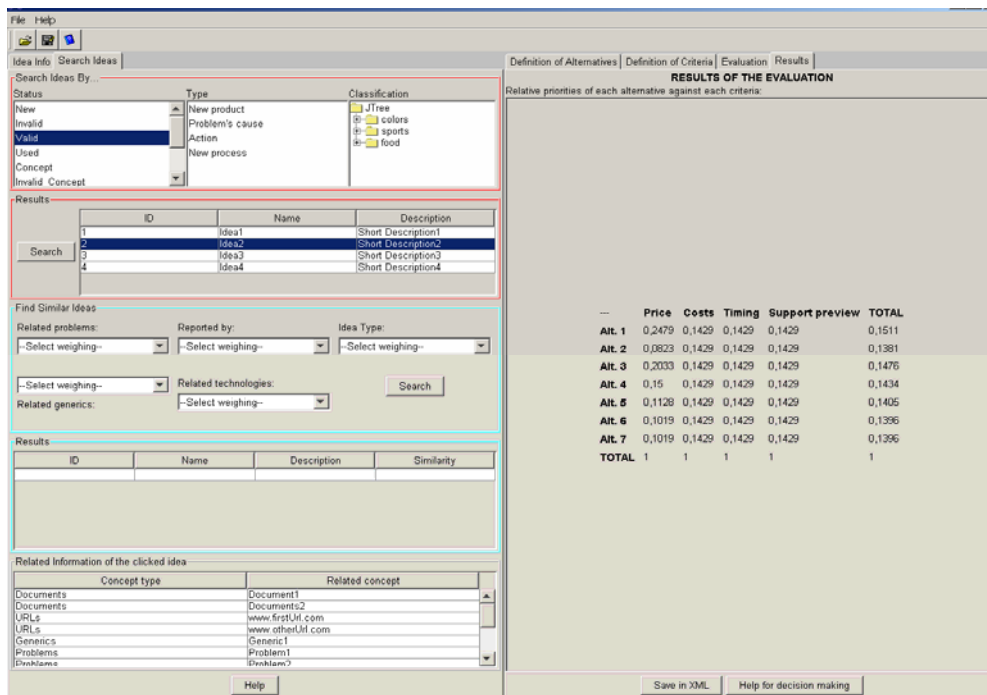 File Help
Idea Info Search Ideas
Search Ideas By...
Status Type Classification
New New product JTree
Invalid Problem's cause colors
Valid Action sports
Used New process food
Concept
Invalid Concept
Results
ID Name Description
1 Idea1 Short Description1
2 Idea2 Short Description2
3 Idea3 Short Description3
4 Idea4 Short Description4
Search
Find Similar Ideas
Related problems: Reported by: Idea Type:
--Select weighing-- --Select weighing-- --Select weighing--
--Select weighing-- Related technologies: Search
Related generics: --Select weighing--
Results
ID Name Description Similarity
Related Information of the clicked idea
Concept type Related concept
Documents Document1
Documents Documents2
URLs www.firstUrl.com
URLs www.otherUrl.com
Generics Generic1
Problems Problem1
Problems Problem2
Help
Definition of Alternatives Definition of Criteria Evaluation Results
RESULTS OF THE EVALUATION
Relative priorities of each alternative against each criteria:
--- Price Costs Timing Support preview TOTAL
Alt. 1 0,2479 0,1429 0,1429 0,1429 0,1511
Alt. 2 0,0823 0,1429 0,1429 0,1429 0,1381
Alt. 3 0,2033 0,1429 0,1429 0,1429 0,1476
Alt. 4 0,15 0,1429 0,1429 0,1429 0,1434
Alt. 5 0,1128 0,1429 0,1429 0,1429 0,1405
Alt. 6 0,1019 0,1429 0,1429 0,1429 0,1396
Alt. 7 0,1019 0,1429 0,1429 0,1429 0,1396
TOTAL 1 1 1 1 1
Save in XML Help for decision making